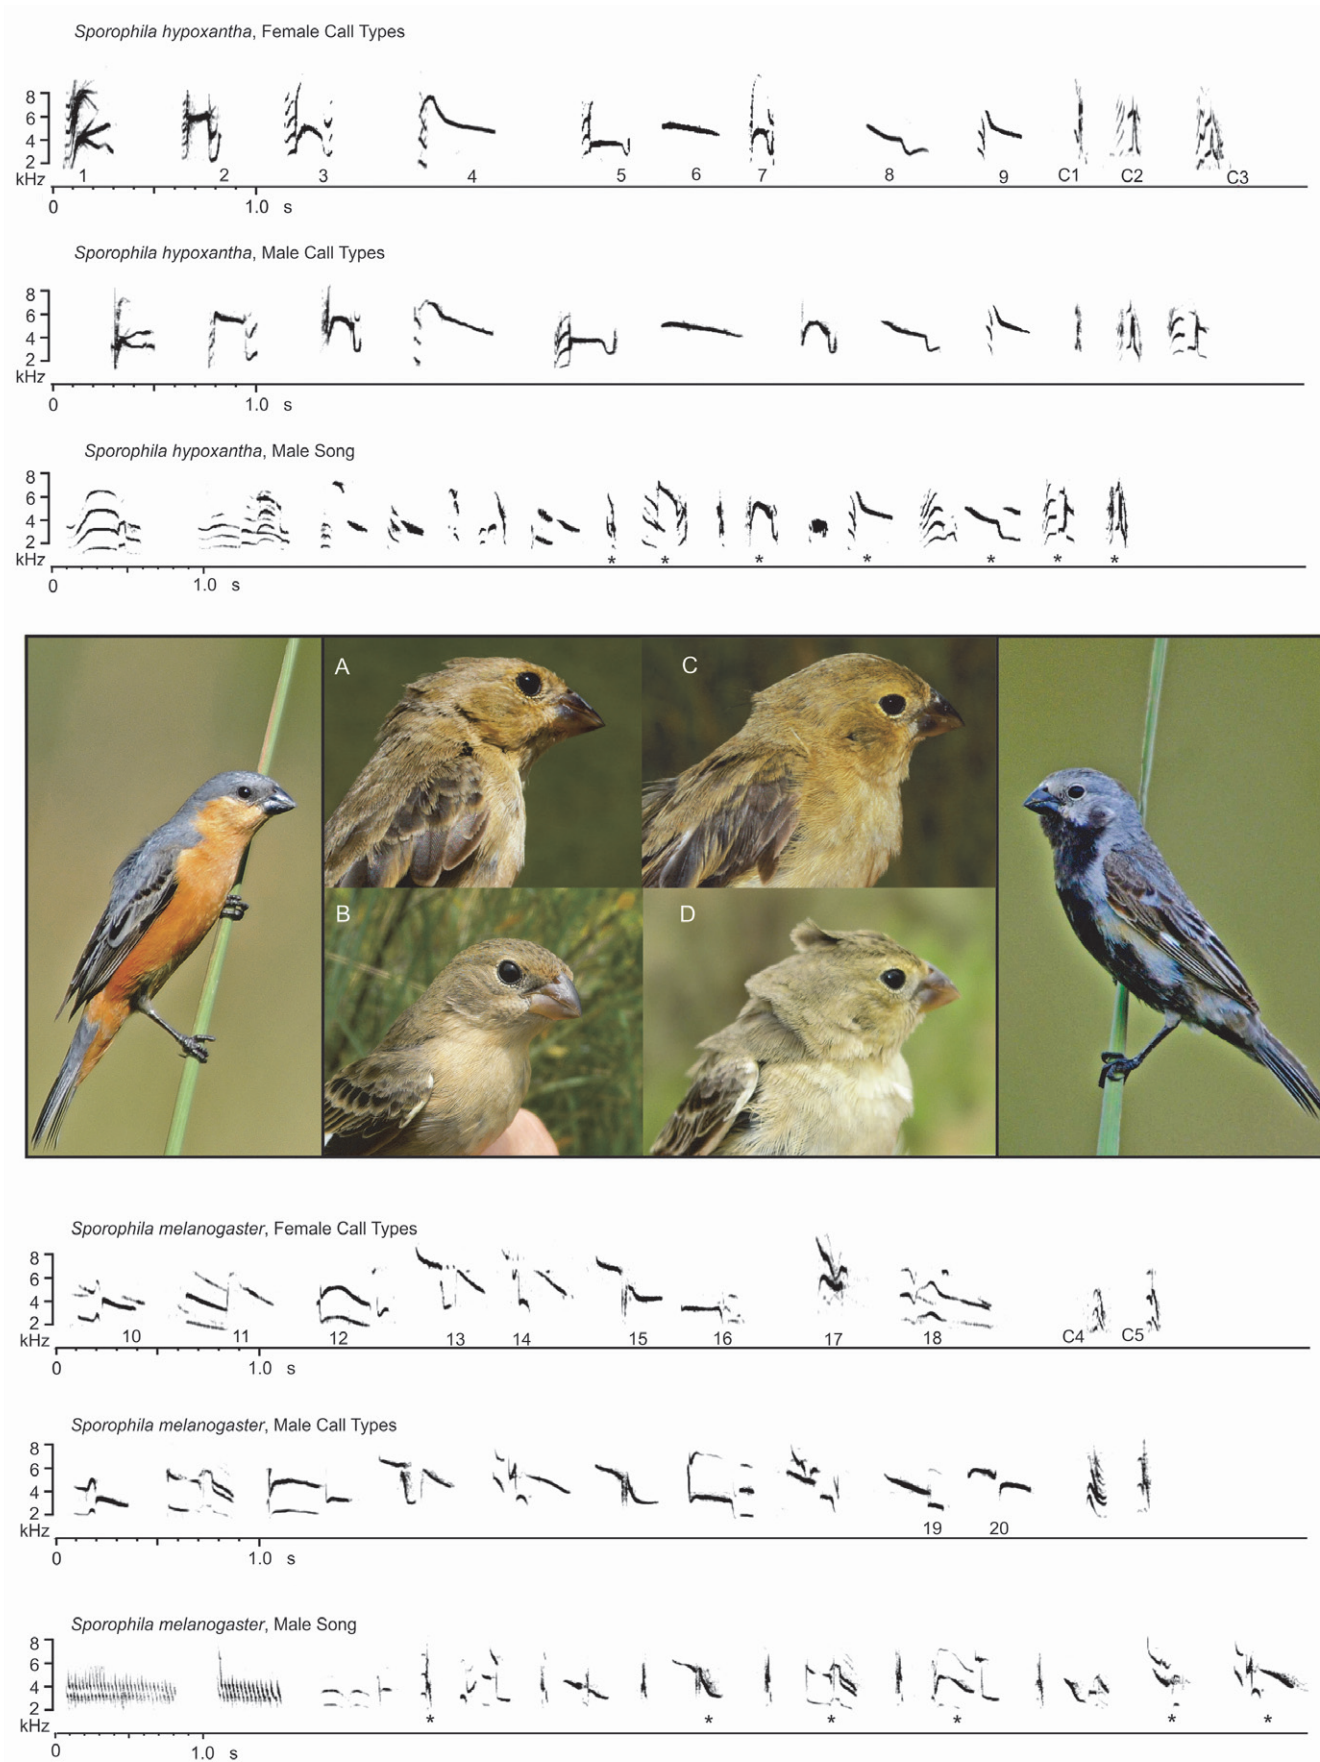 Sporophila hypoxantha, Female Call Types
8
6
4
2
kHz
1 2 3 4 5 6 7 8 9 C1 C2 C3
0 1.0 s
Sporophila hypoxantha, Male Call Types
8
6
4
2
kHz
0 1.0 s
Sporophila hypoxantha, Male Song
8
6
4
2
kHz
* * * * * * *
0 1.0 s
A C
B D
Sporophila melanogaster, Female Call Types
8
6
4
2
kHz
10 11 12 13 14 15 16 17 18 C4 C5
0 1.0 s
Sporophila melanogaster, Male Call Types
8
6
4
2
kHz
19 20
0 1.0 s
Sporophila melanogaster, Male Song
8
6
4
2
kHz
* * * * * *
0 1.0 s